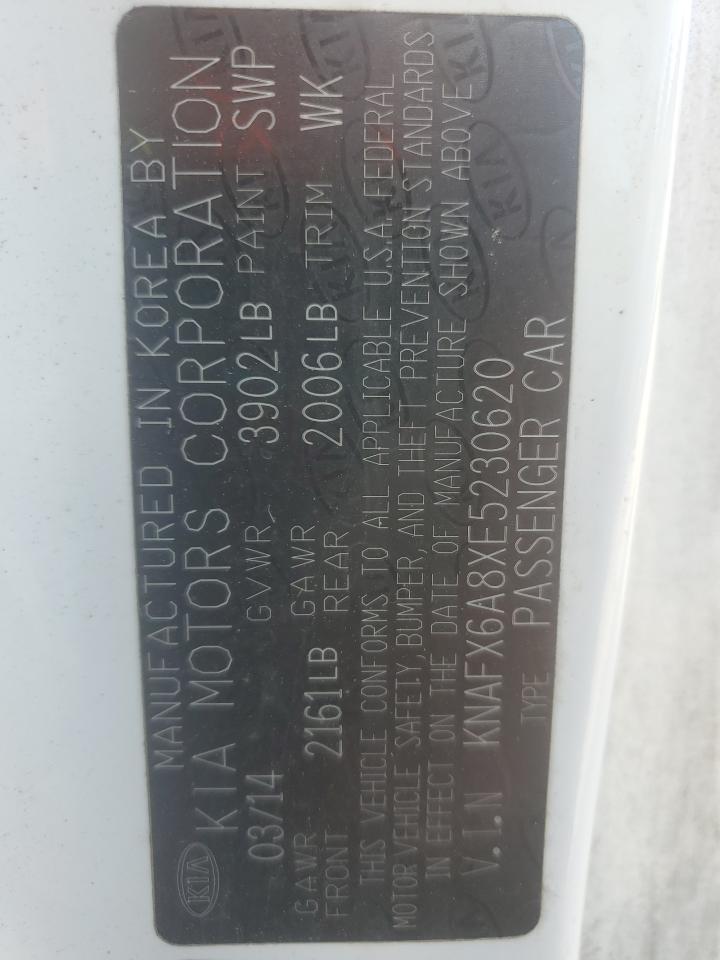 MANUFACTURED IN KOREA BY
KIA KIA MOTORS CORPORATION
03/14 GVWR 3902LB PAINT SWP
GAWR FRONT 2161LB GAWR REAR 2006LB TRIM WK
THIS VEHICLE CONFORMS TO ALL APPLICABLE U.S.A. FEDERAL
MOTOR VEHICLE SAFETY, BUMPER, AND THEFT PREVENTION STANDARDS
IN EFFECT ON THE DATE OF MANUFACTURE SHOWN ABOVE
V.I.N KNAFX6A8XE5230620
TYPE PASSENGER CAR